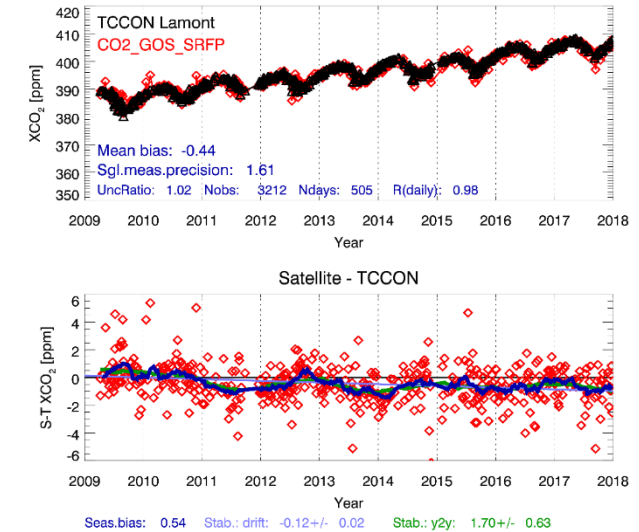 TCCON Lamont
CO2_GOS_SRFP
XCO2 [ppm]
420
410
400
390
380
370
360
350
Mean bias: -0.44
Sgl.meas.precision: 1.61
UncRatio: 1.02 Nobs: 3212 Ndays: 505 R(daily): 0.98
2009 2010 2011 2012 2013 2014 2015 2016 2017 2018
Year
Satellite - TCCON
S-T XCO2 [ppm]
6
4
2
0
-2
-4
-6
2009 2010 2011 2012 2013 2014 2015 2016 2017 2018
Year
Seas.bias: 0.54 Stab.: drift: -0.12+/- 0.02 Stab.: y2y: 1.70+/- 0.63